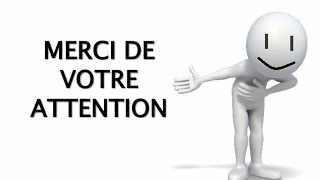 MERCI DE
VOTRE
ATTENTION